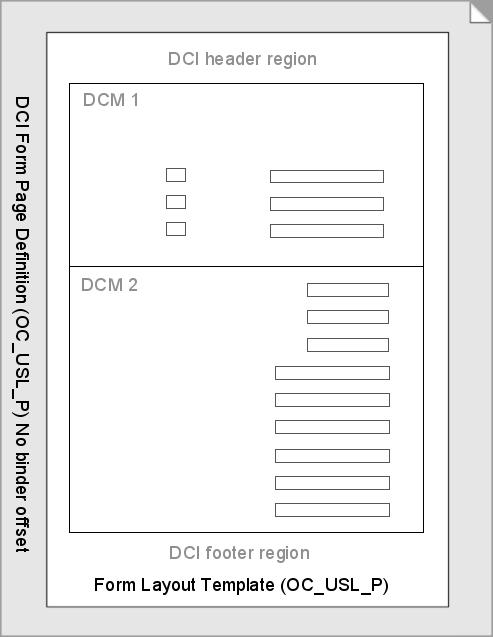 DCI header region
DCM 1
DCM 2
DCI footer region
Form Layout Template (OC_USL_P)
DCI Form Page Definition (OC_USL_P) No binder offset